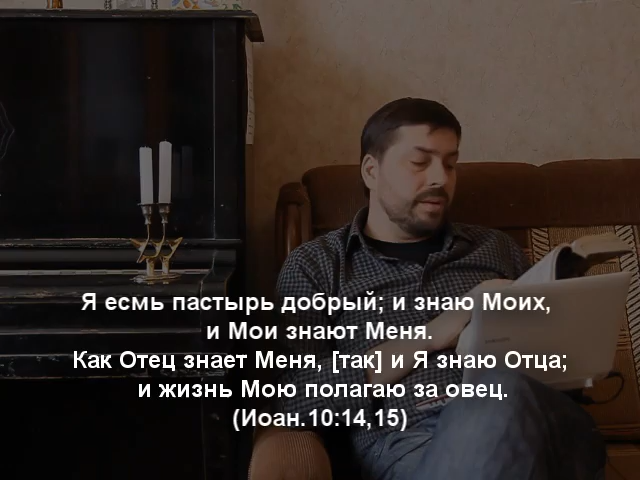 Я есмь пастырь добрый; и знаю Моих,
и Мои знают Меня.
Как Отец знает Меня, [так] и Я знаю Отца;
и жизнь Мою полагаю за овец.
(Иоан.10:14,15)